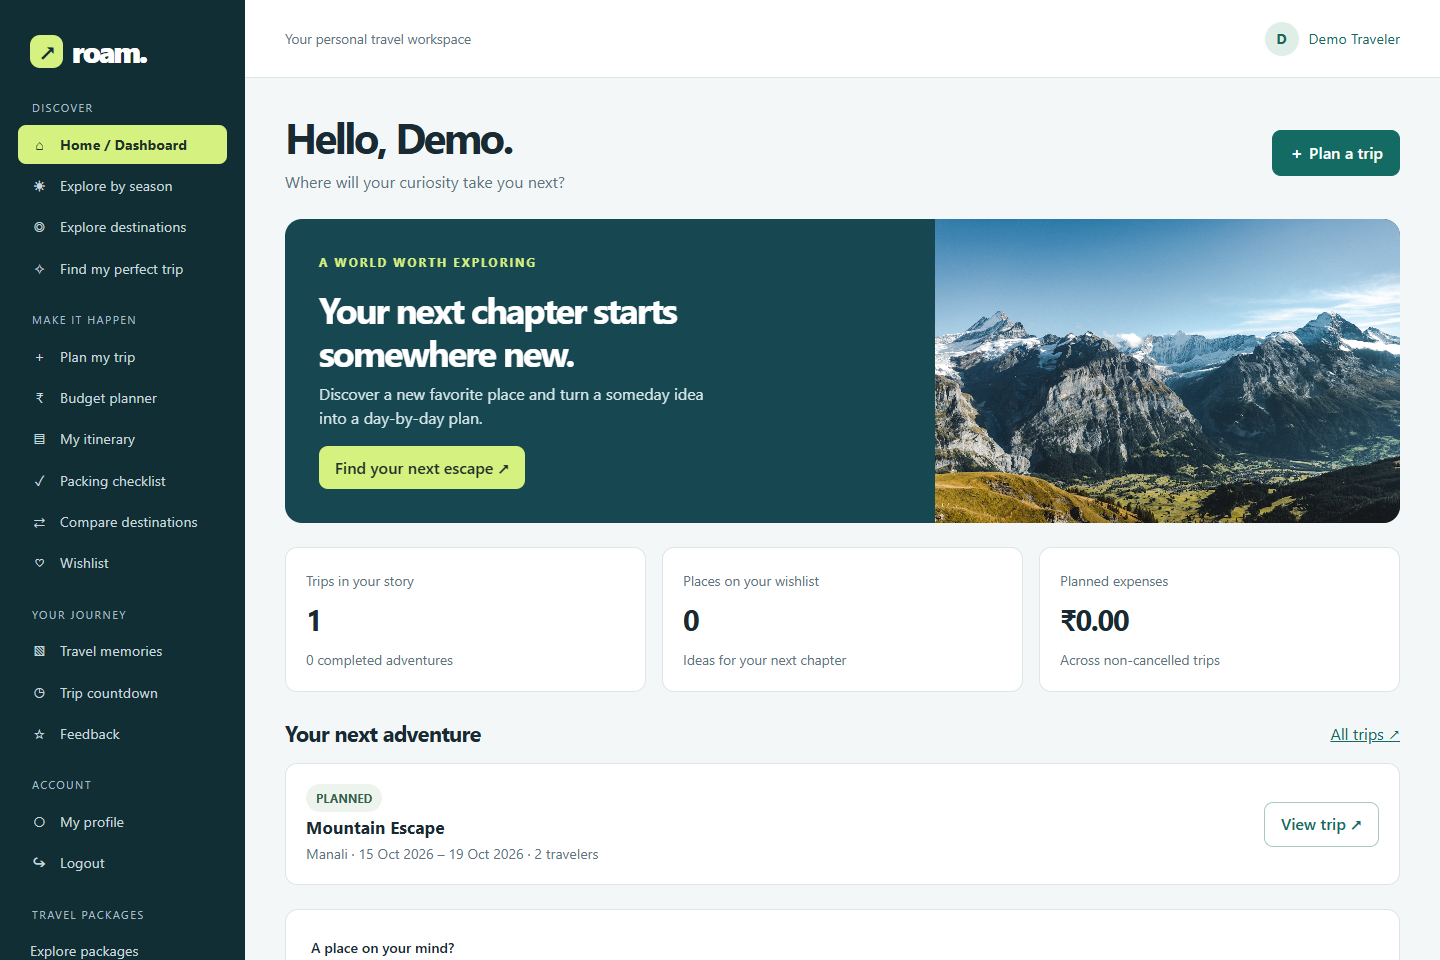 roam.
Your personal travel workspace
D Demo Traveler
DISCOVER
Home / Dashboard
Explore by season
Explore destinations
Find my perfect trip
MAKE IT HAPPEN
+ Plan my trip
₹ Budget planner
My itinerary
✓ Packing checklist
Compare destinations
Wishlist
YOUR JOURNEY
Travel memories
Trip countdown
Feedback
ACCOUNT
My profile
Logout
TRAVEL PACKAGES
Explore packages
Hello, Demo.
Where will your curiosity take you next?
+ Plan a trip
A WORLD WORTH EXPLORING
Your next chapter starts
somewhere new.
Discover a new favorite place and turn a someday idea
into a day-by-day plan.
Find your next escape ↗
Trips in your story
1
0 completed adventures
Places on your wishlist
0
Ideas for your next chapter
Planned expenses
₹0.00
Across non-cancelled trips
Your next adventure
All trips ↗
PLANNED
Mountain Escape
Manali · 15 Oct 2026 – 19 Oct 2026 · 2 travelers
View trip ↗
A place on your mind?